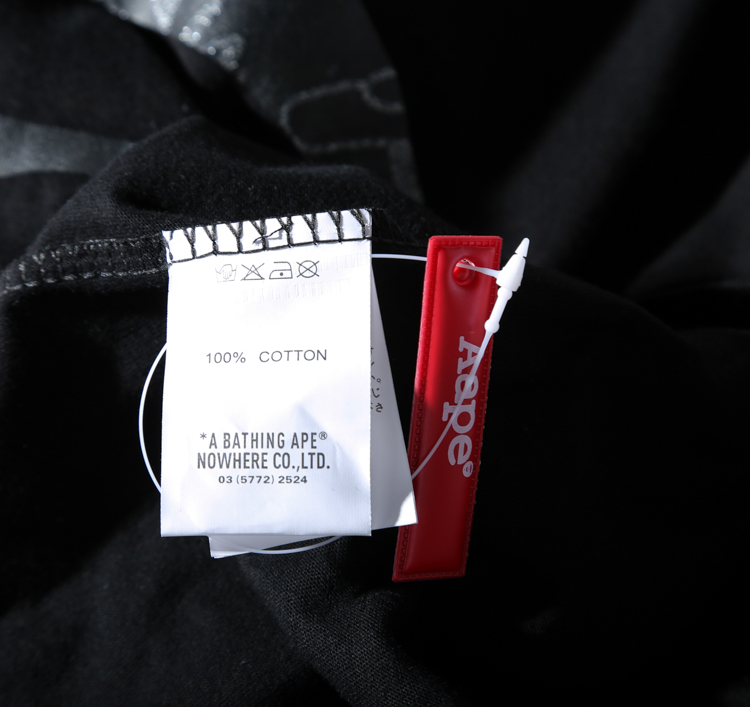 100% COTTON
*A BATHING APE®
NOWHERE CO.,LTD.
03 (5772) 2524
Aape®